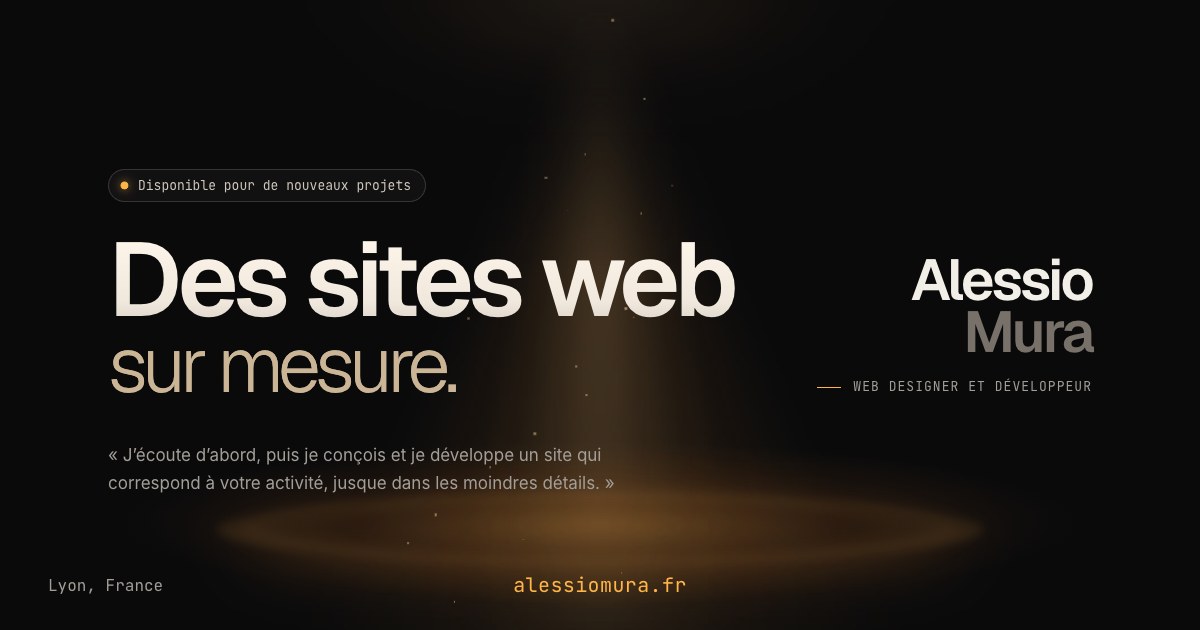 Disponible pour de nouveaux projets
Des sites web
sur mesure.
« J’écoute d’abord, puis je conçois et je développe un site qui
correspond à votre activité, jusque dans les moindres détails. »
Alessio
Mura
WEB DESIGNER ET DÉVELOPPEUR
Lyon, France
alessiomura.fr